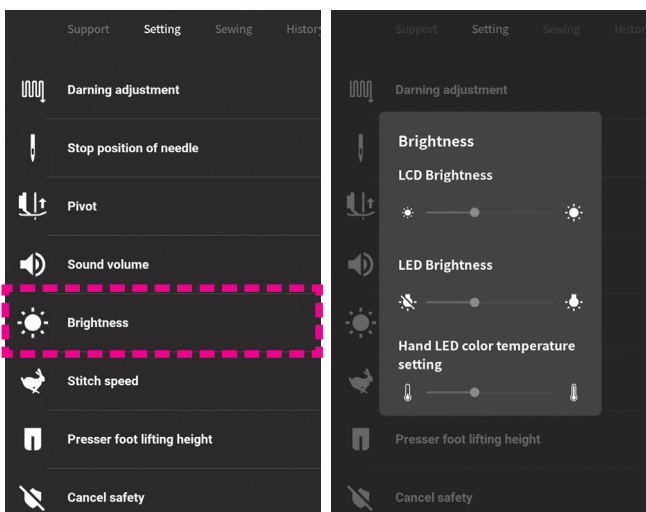 Support Setting Sewing History
Darning adjustment
Stop position of needle
Pivot
Sound volume
Brightness
Stitch speed
Presser foot lifting height
Cancel safety
Support Setting Sewing Histor
Darning adjustment
Brightness
LCD Brightness
LED Brightness
Hand LED color temperature
setting
Presser foot lifting height
Cancel safety